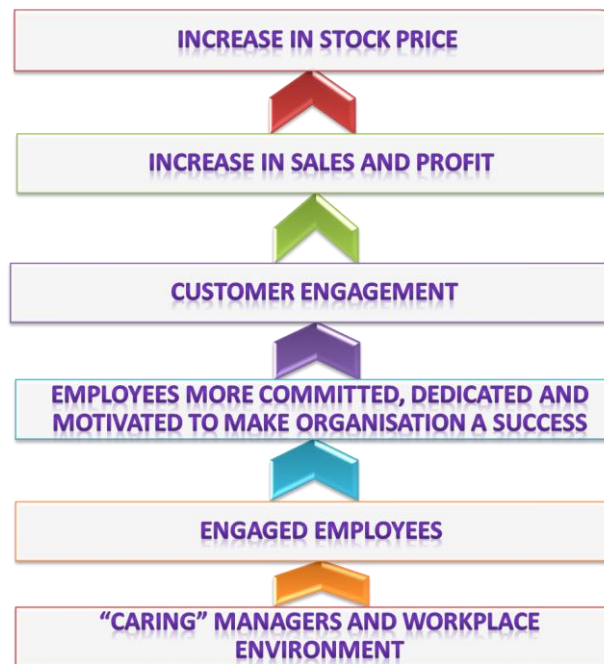 INCREASE IN STOCK PRICE
INCREASE IN SALES AND PROFIT
CUSTOMER ENGAGEMENT
EMPLOYEES MORE COMMITTED, DEDICATED AND
MOTIVATED TO MAKE ORGANISATION A SUCCESS
ENGAGED EMPLOYEES
“CARING” MANAGERS AND WORKPLACE
ENVIRONMENT